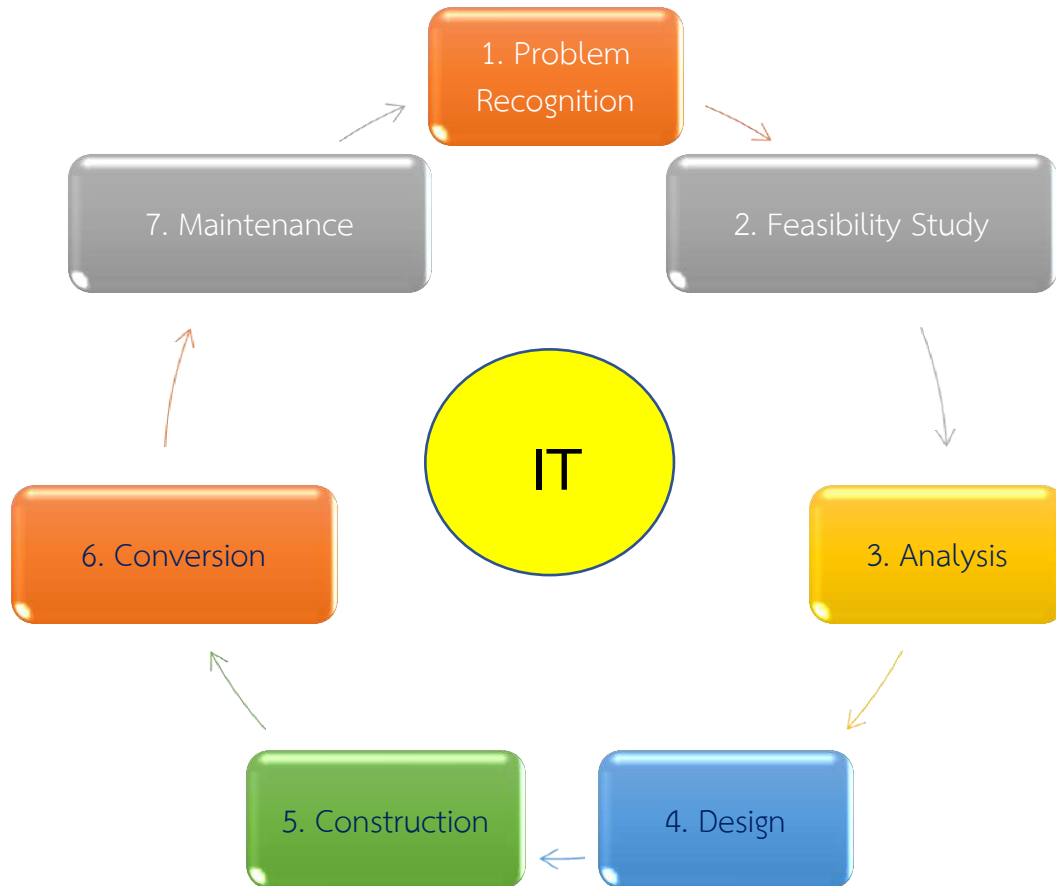 1. Problem
Recognition
2. Feasibility Study
3. Analysis
4. Design
5. Construction
6. Conversion
7. Maintenance
IT